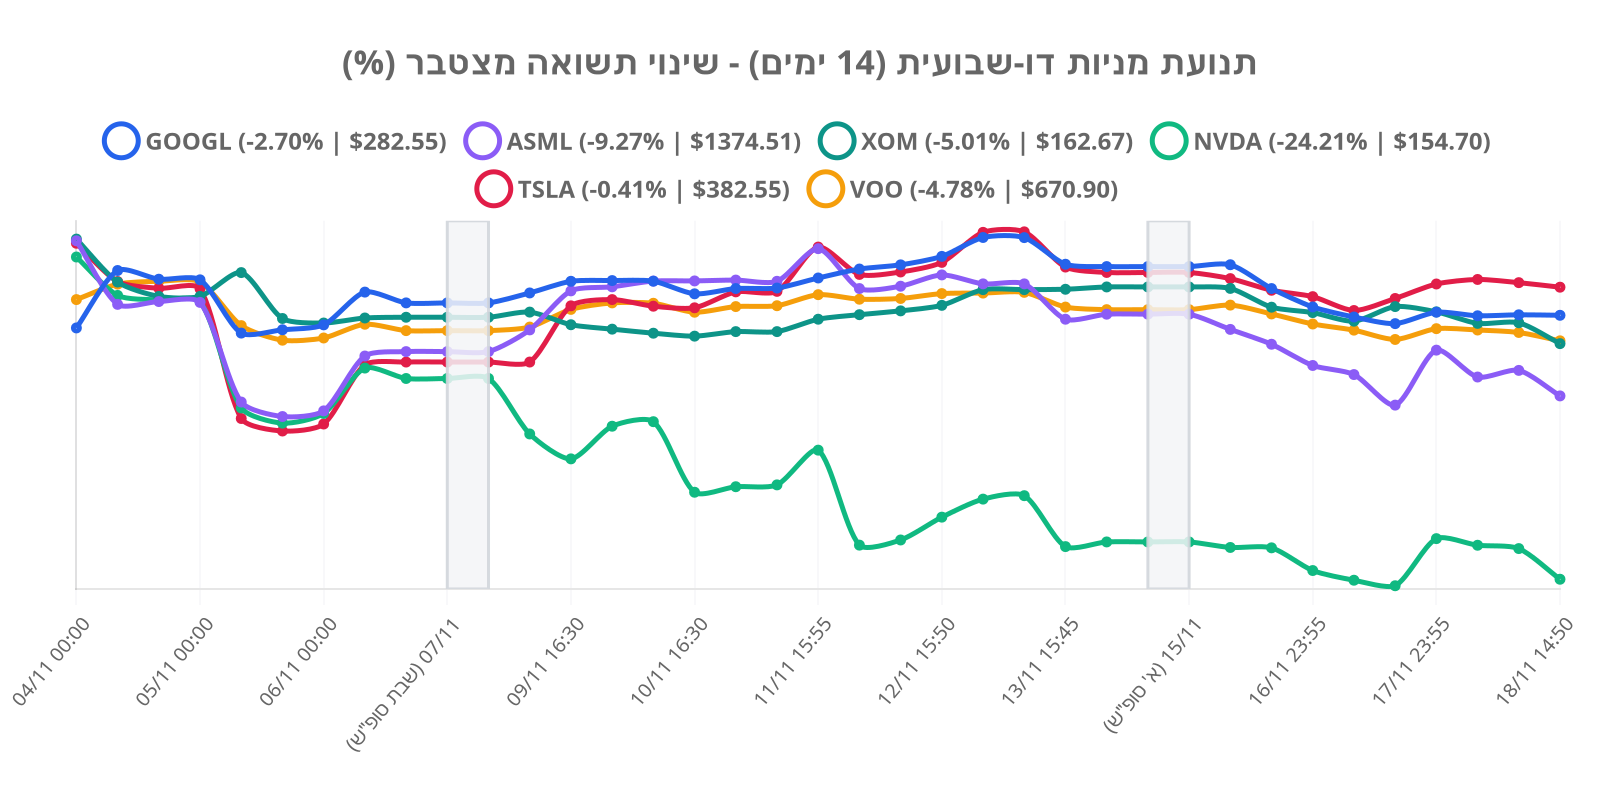 תנועת מניות דו-שבועית (14 ימים) - שינוי תשואה מצטבר (%)
GOOGL (-2.70% | $282.55) ASML (-9.27% | $1374.51) XOM (-5.01% | $162.67) NVDA (-24.21% | $154.70)
TSLA (-0.41% | $382.55) VOO (-4.78% | $670.90)
04/11 00:00
05/11 00:00
06/11 00:00
07/11 (שבת סופ"ש)
09/11 16:30
10/11 16:30
11/11 15:55
12/11 15:50
13/11 15:45
15/11 (א' סופ"ש)
16/11 23:55
17/11 23:55
18/11 14:50